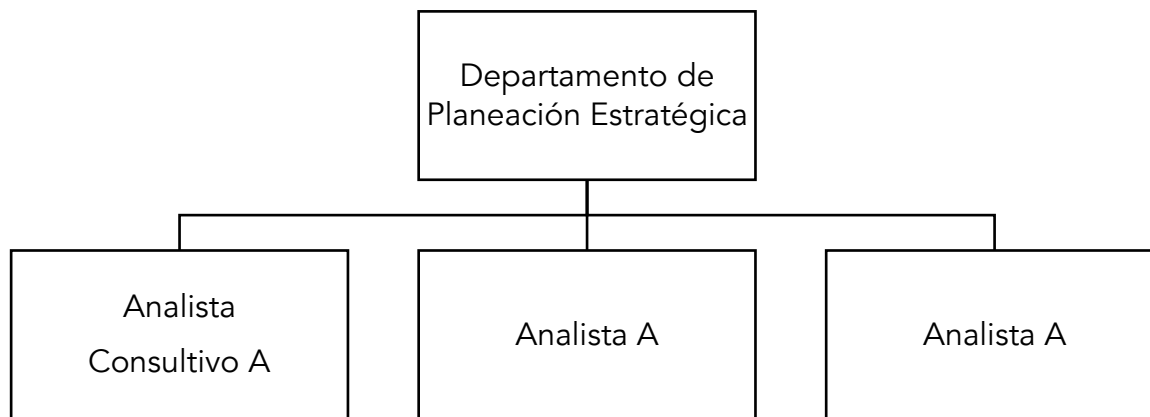 Departamento de
Planeación Estratégica
Analista
Consultivo A
Analista A
Analista A